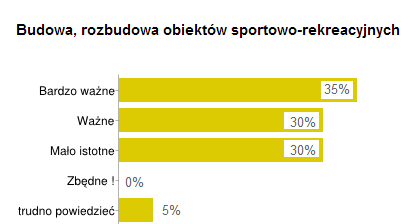 Budowa, rozbudowa obiektów sportowo-rekreacyjnych
Bardzo ważne 35%
Ważne 30%
Mało istotne 30%
Zbędne ! 0%
trudno powiedzieć 5%